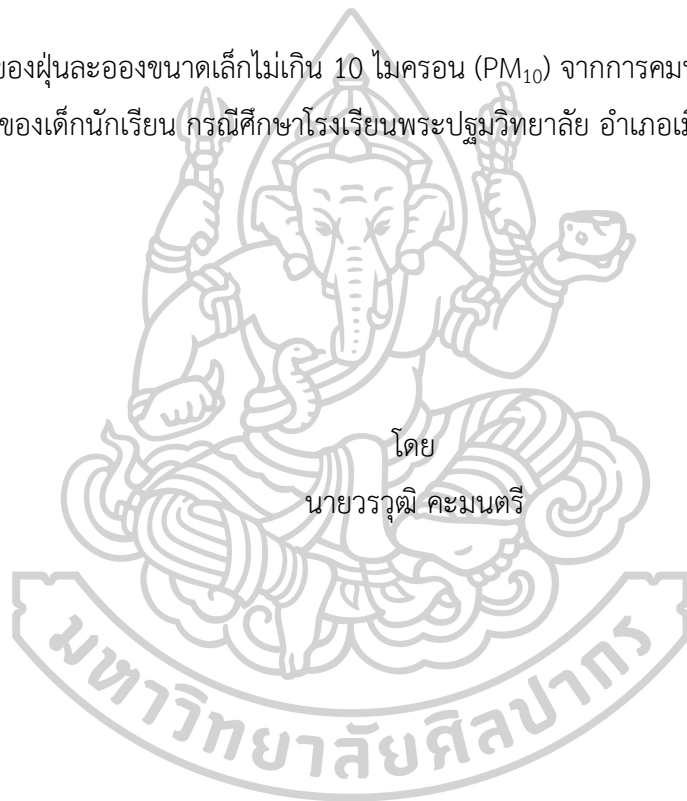 ของฝุ่นละอองขนาดเล็กไม่เกิน 10 ไมครอน (PM₁₀) จากการคม
ของเด็กนักเรียน กรณีศึกษาโรงเรียนพระปฐมวิทยาลัย อำเภอเมื
โดย
นายวรวุฒิ คะมนตรี
มหาวิทยาลัยศิลปากร